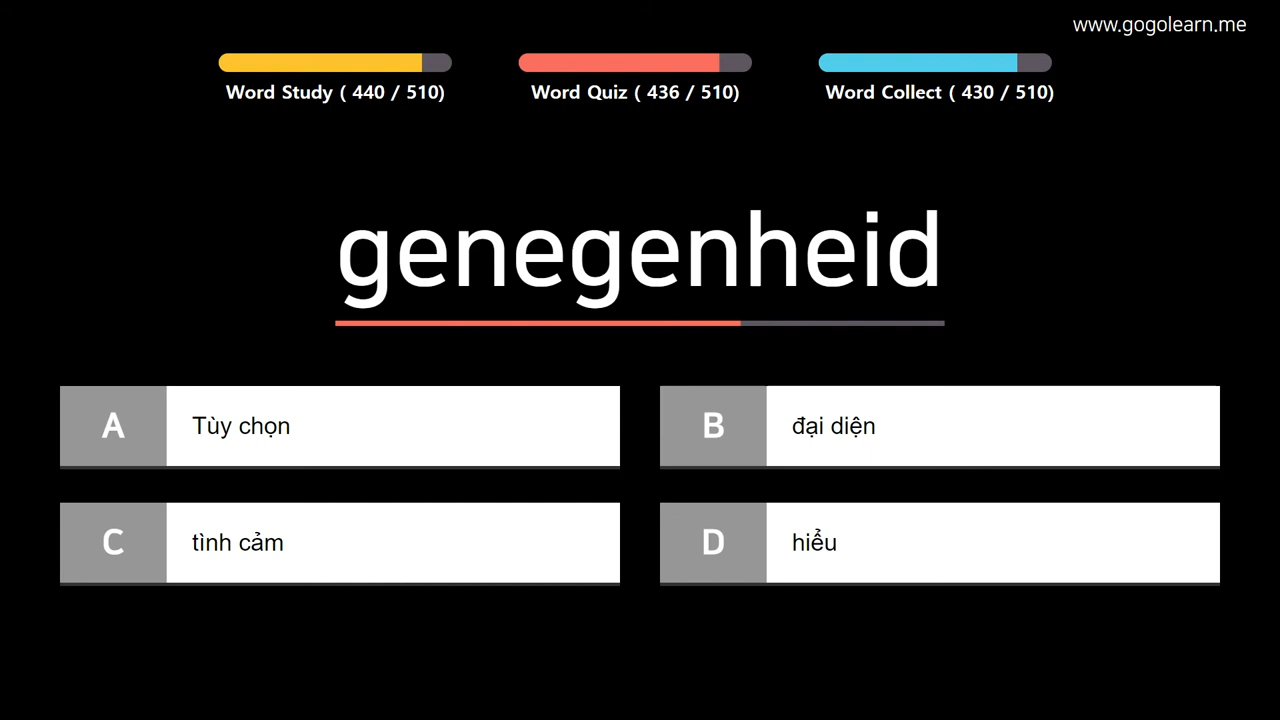 www.gogolearn.me
Word Study ( 440 / 510)
Word Quiz ( 436 / 510)
Word Collect ( 430 / 510)
genegenheid
A
Tùy chọn
B
đại diện
C
tình cảm
D
hiểu